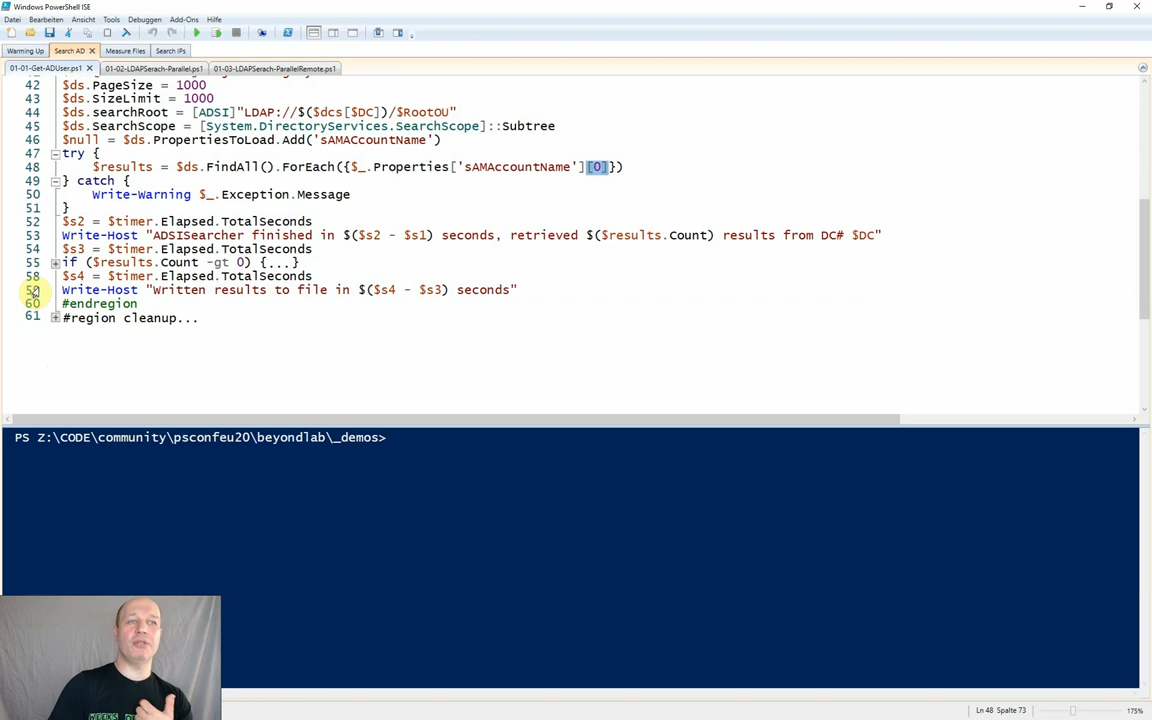 Windows PowerShell ISE
Datei Bearbeiten Ansicht Tools Debuggen Add-Ons Hilfe
Warming Up Search AD Measure Files Search IPs
01-01-Get-ADUser.ps1 01-02-LDAPSerach-Parallel.ps1 01-03-LDAPSerach-ParallelRemote.ps1
42 $ds.PageSize = 1000
43 $ds.SizeLimit = 1000
44 $ds.searchRoot = [ADSI]"LDAP://$($dcs[$DC])/$RootOU"
45 $ds.SearchScope = [System.DirectoryServices.SearchScope]::Subtree
46 $null = $ds.PropertiesToLoad.Add('sAMACcountName')
47 try {
48 $results = $ds.FindAll().ForEach({$_.Properties['sAMAccountName'][0]})
49 } catch {
50 Write-Warning $_.Exception.Message
51 }
52 $s2 = $timer.Elapsed.TotalSeconds
53 Write-Host "ADSISearcher finished in $($s2 - $s1) seconds, retrieved $($results.Count) results from DC# $DC"
54 $s3 = $timer.Elapsed.TotalSeconds
55 if ($results.Count -gt 0) {...}
58 $s4 = $timer.Elapsed.TotalSeconds
59 Write-Host "Written results to file in $($s4 - $s3) seconds"
60 #endregion
61 #region cleanup...
PS Z:\CODE\community\psconfeu20\beyondlab\_demos>
WEEKS OF
Ln 48 Spalte 73 175%